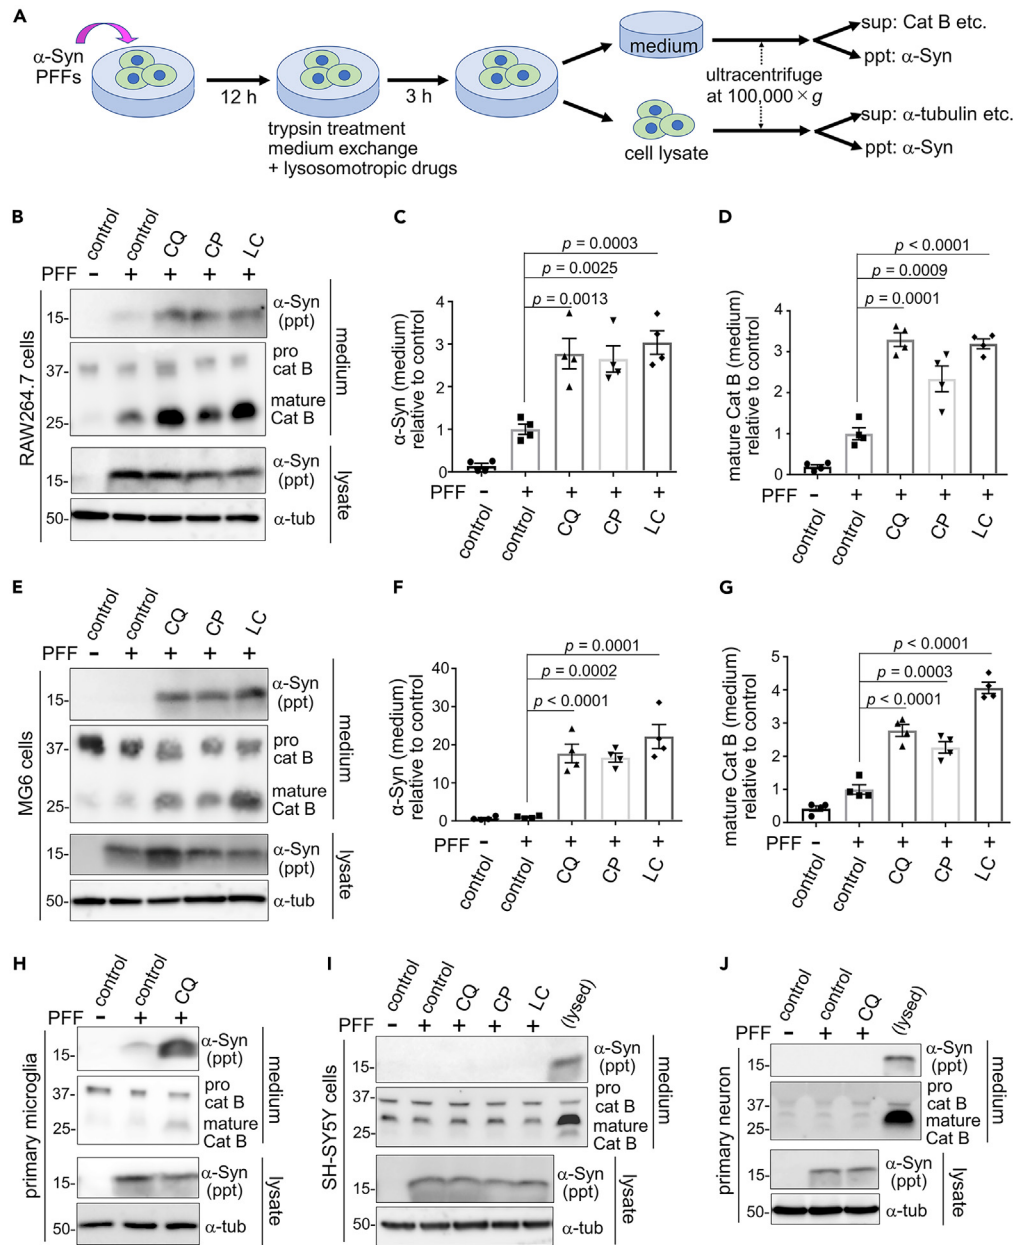 A
α-Syn
PFFs
12 h
3 h
trypsin treatment
medium exchange
+ lysosomotropic drugs
medium
cell lysate
ultracentrifuge
at 100,000 × g
sup: Cat B etc.
ppt: α-Syn
sup: α-tubulin etc.
ppt: α-Syn
B
control control CQ CP LC
PFF - + + + +
RAW264.7 cells
15-
α-Syn
(ppt)
37-
pro
cat B
25-
mature
Cat B
medium
15-
α-Syn
(ppt)
50-
α-tub
lysate
C
p = 0.0003
p = 0.0025
p = 0.0013
α-Syn (medium)
relative to control
4
3
2
1
0
PFF - + + + +
control control CQ CP LC
D
p < 0.0001
p = 0.0009
p = 0.0001
mature Cat B (medium)
relative to control
4
3
2
1
0
PFF - + + + +
control control CQ CP LC
E
control control CQ CP LC
PFF - + + + +
MG6 cells
15-
α-Syn
(ppt)
37-
pro
cat B
25-
mature
Cat B
medium
15-
α-Syn
(ppt)
50-
α-tub
lysate
F
p = 0.0001
p = 0.0002
p < 0.0001
α-Syn (medium)
relative to control
40
30
20
10
0
PFF - + + + +
control control CQ CP LC
G
p < 0.0001
p = 0.0003
p < 0.0001
mature Cat B (medium)
relative to control
5
4
3
2
1
0
PFF - + + + +
control control CQ CP LC
H
control control CQ
PFF - + +
primary microglia
15-
α-Syn
(ppt)
37-
pro
cat B
25-
mature
Cat B
medium
15-
α-Syn
(ppt)
50-
α-tub
lysate
I
control control CQ CP LC (lysed)
PFF - + + + +
SH-SY5Y cells
15-
α-Syn
(ppt)
37-
pro
cat B
25-
mature
Cat B
medium
15-
α-Syn
(ppt)
50-
α-tub
lysate
J
control control CQ (lysed)
PFF - + +
primary neuron
15-
α-Syn
(ppt)
37-
pro
cat B
25-
mature
Cat B
medium
15-
α-Syn
(ppt)
50-
α-tub
lysate